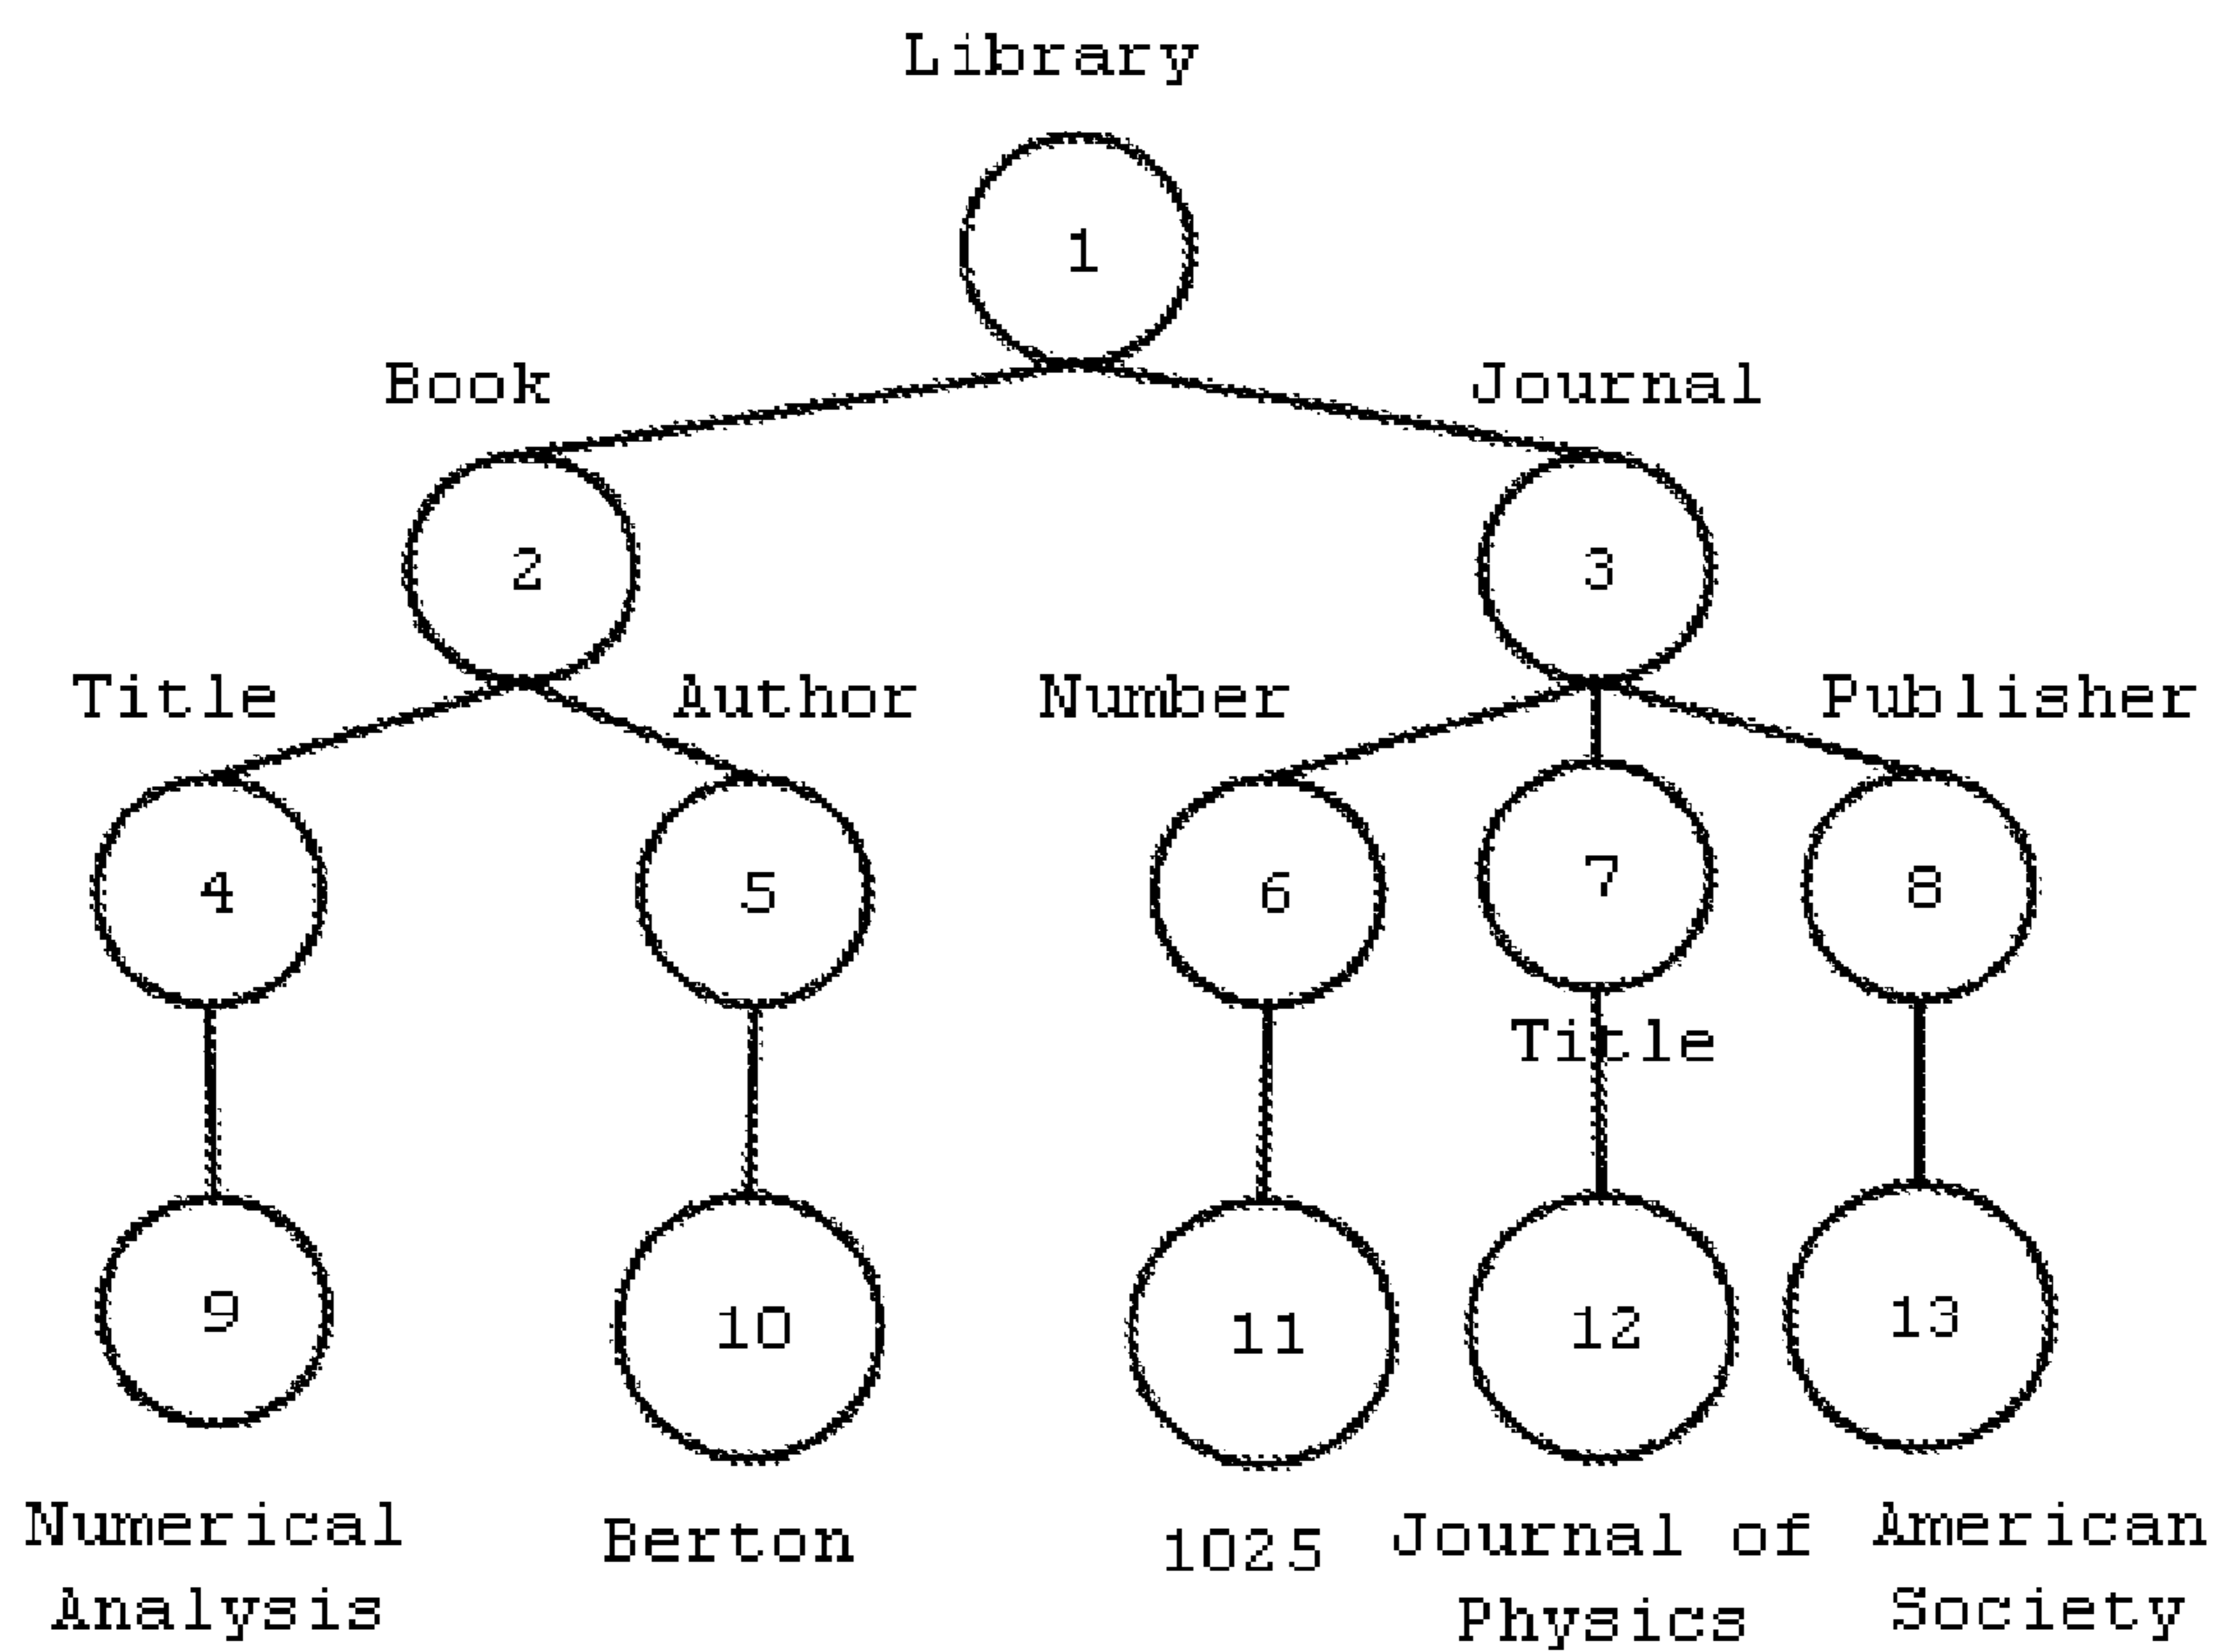 Library
1
Book
Journal
2
3
Title
Author
Number
Publisher
4
5
6
7
8
Title
9
10
11
12
13
Numerical
Analysis
Berton
1025
Journal of
Physics
American
Society